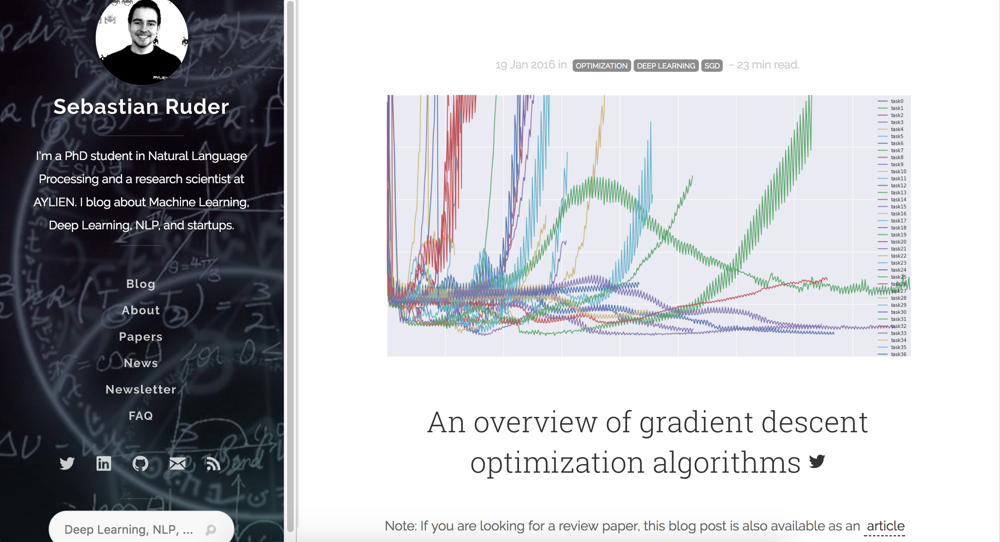 AYLIEN
Sebastian Ruder
I'm a PhD student in Natural Language
Processing and a research scientist at
AYLIEN. I blog about Machine Learning,
Deep Learning, NLP, and startups.
Blog
About
Papers
News
Newsletter
FAQ
Deep Learning, NLP, ...
19 Jan 2016 in OPTIMIZATION DEEP LEARNING SGD ~ 23 min read.
task0
task1
task2
task3
task4
task5
task6
task7
task8
task9
task10
task11
task12
task13
task14
task15
task16
task17
task18
task19
task20
task21
task22
task23
task24
task25
task26
task27
task28
task29
task30
task31
task32
task33
task34
task35
task36
An overview of gradient descent
optimization algorithms
Note: If you are looking for a review paper, this blog post is also available as an article